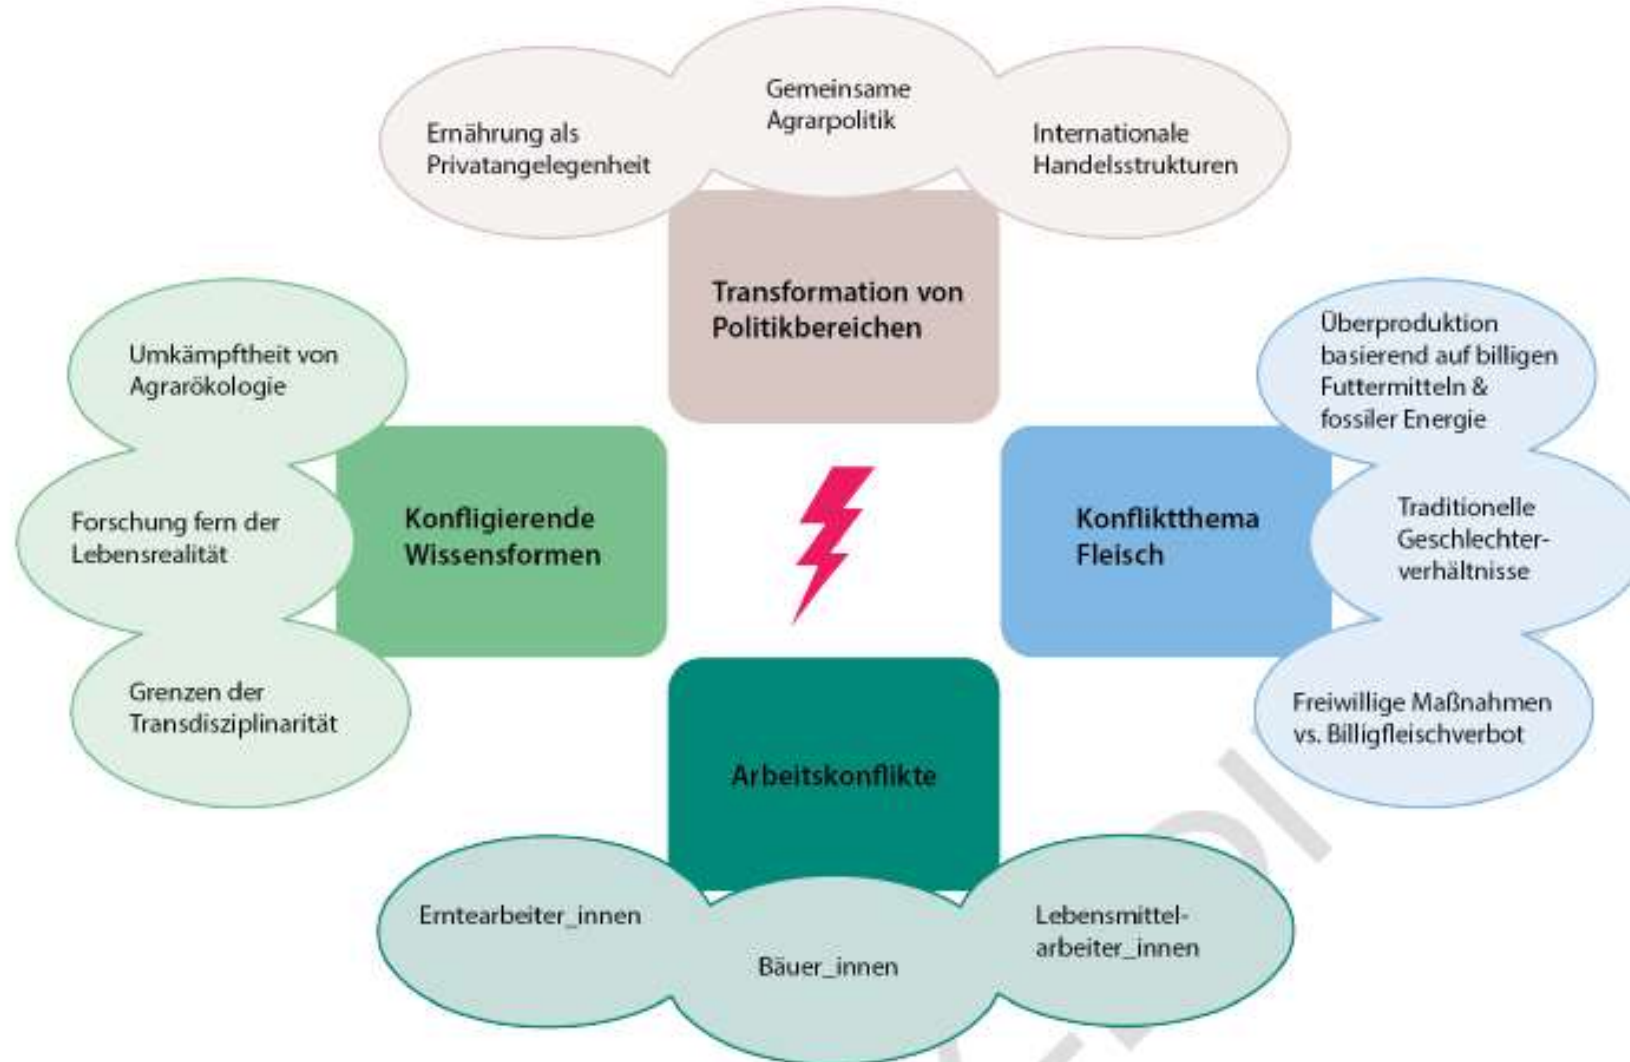 Gemeinsame
Agrarpolitik
Ernährung als
Privatangelegenheit
Internationale
Handelsstrukturen
Transformation von
Politikbereichen
Umkämpftheit von
Agrarökologie
Forschung fern der
Lebensrealität
Grenzen der
Transdisziplinarität
Konfligierende
Wissensformen
Konfliktthema
Fleisch
Überproduktion
basierend auf billigen
Futtermitteln &
fossiler Energie
Traditionelle
Geschlechter-
verhältnisse
Freiwillige Maßnahmen
vs. Billigfleischverbot
Arbeitskonflikte
Erntearbeiter_innen
Bäuer_innen
Lebensmittel-
arbeiter_innen